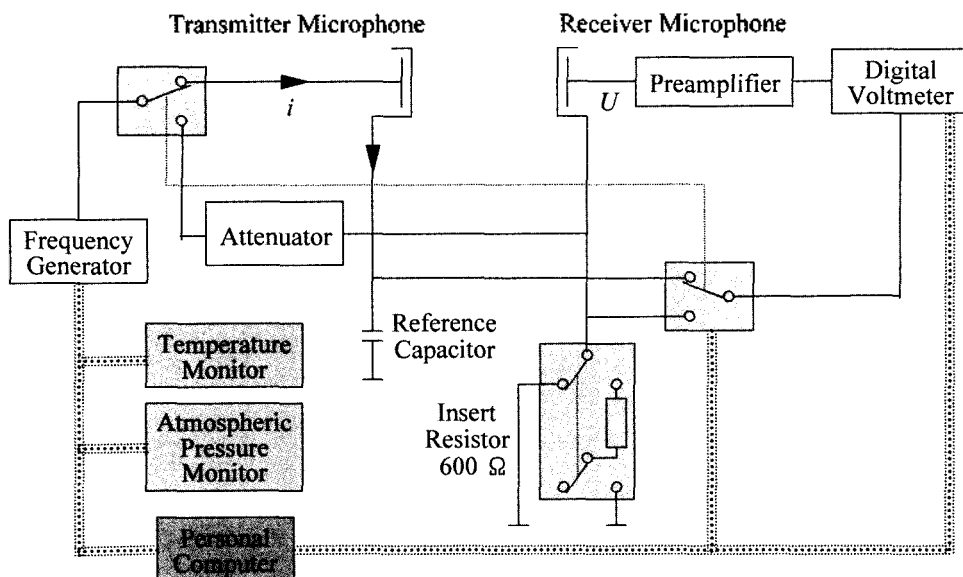 Transmitter Microphone
Receiver Microphone
i
U
Preamplifier
Digital
Voltmeter
Frequency
Generator
Attenuator
Reference
Capacitor
Temperature
Monitor
Atmospheric
Pressure
Monitor
Insert
Resistor
600 Ω
Personal
Computer